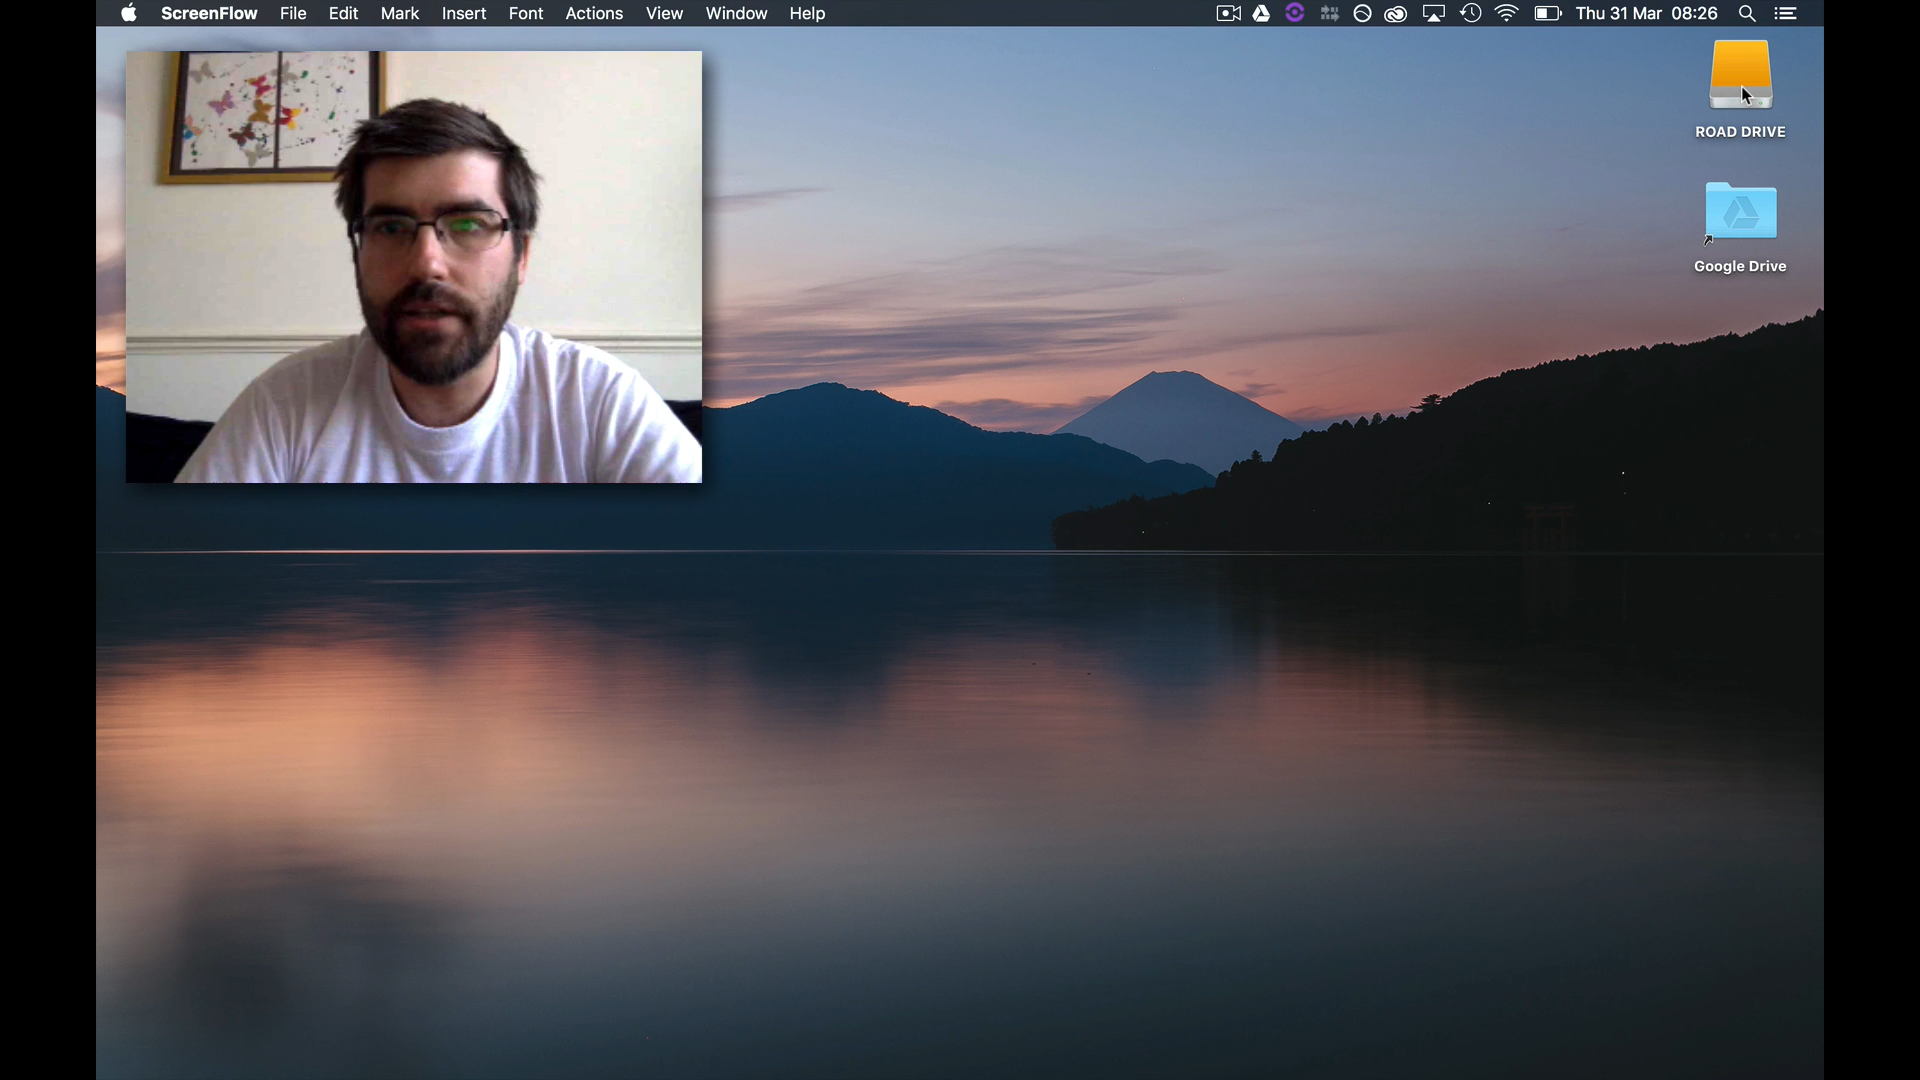 ScreenFlow File Edit Mark Insert Font Actions View Window Help Thu 31 Mar 08:26
ROAD DRIVE
Google Drive